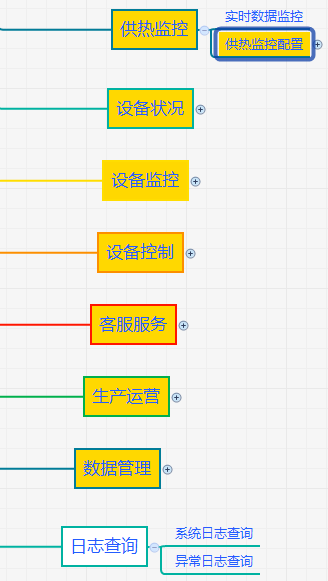 供热监控
实时数据监控
供热监控配置
设备状况
设备监控
设备控制
客服服务
生产运营
数据管理
日志查询
系统日志查询
异常日志查询